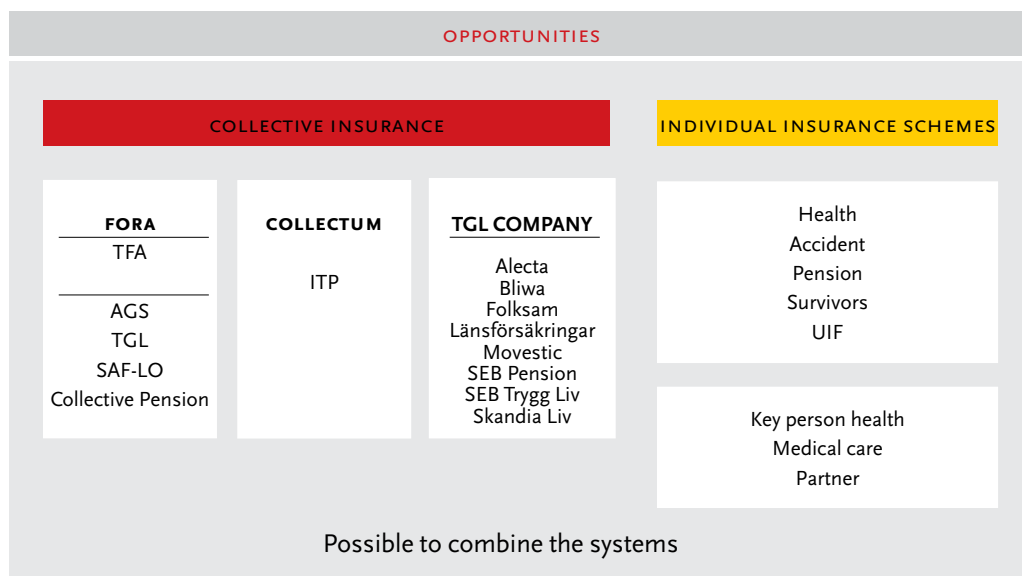 OPPORTUNITIES
COLLECTIVE INSURANCE
INDIVIDUAL INSURANCE SCHEMES
FORA
TFA
AGS
TGL
SAF-LO
Collective Pension
COLLECTUM
ITP
TGL COMPANY
Alecta
Bliwa
Folksam
Länsförsäkringar
Movestic
SEB Pension
SEB Trygg Liv
Skandia Liv
Health
Accident
Pension
Survivors
UIF
Key person health
Medical care
Partner
Possible to combine the systems